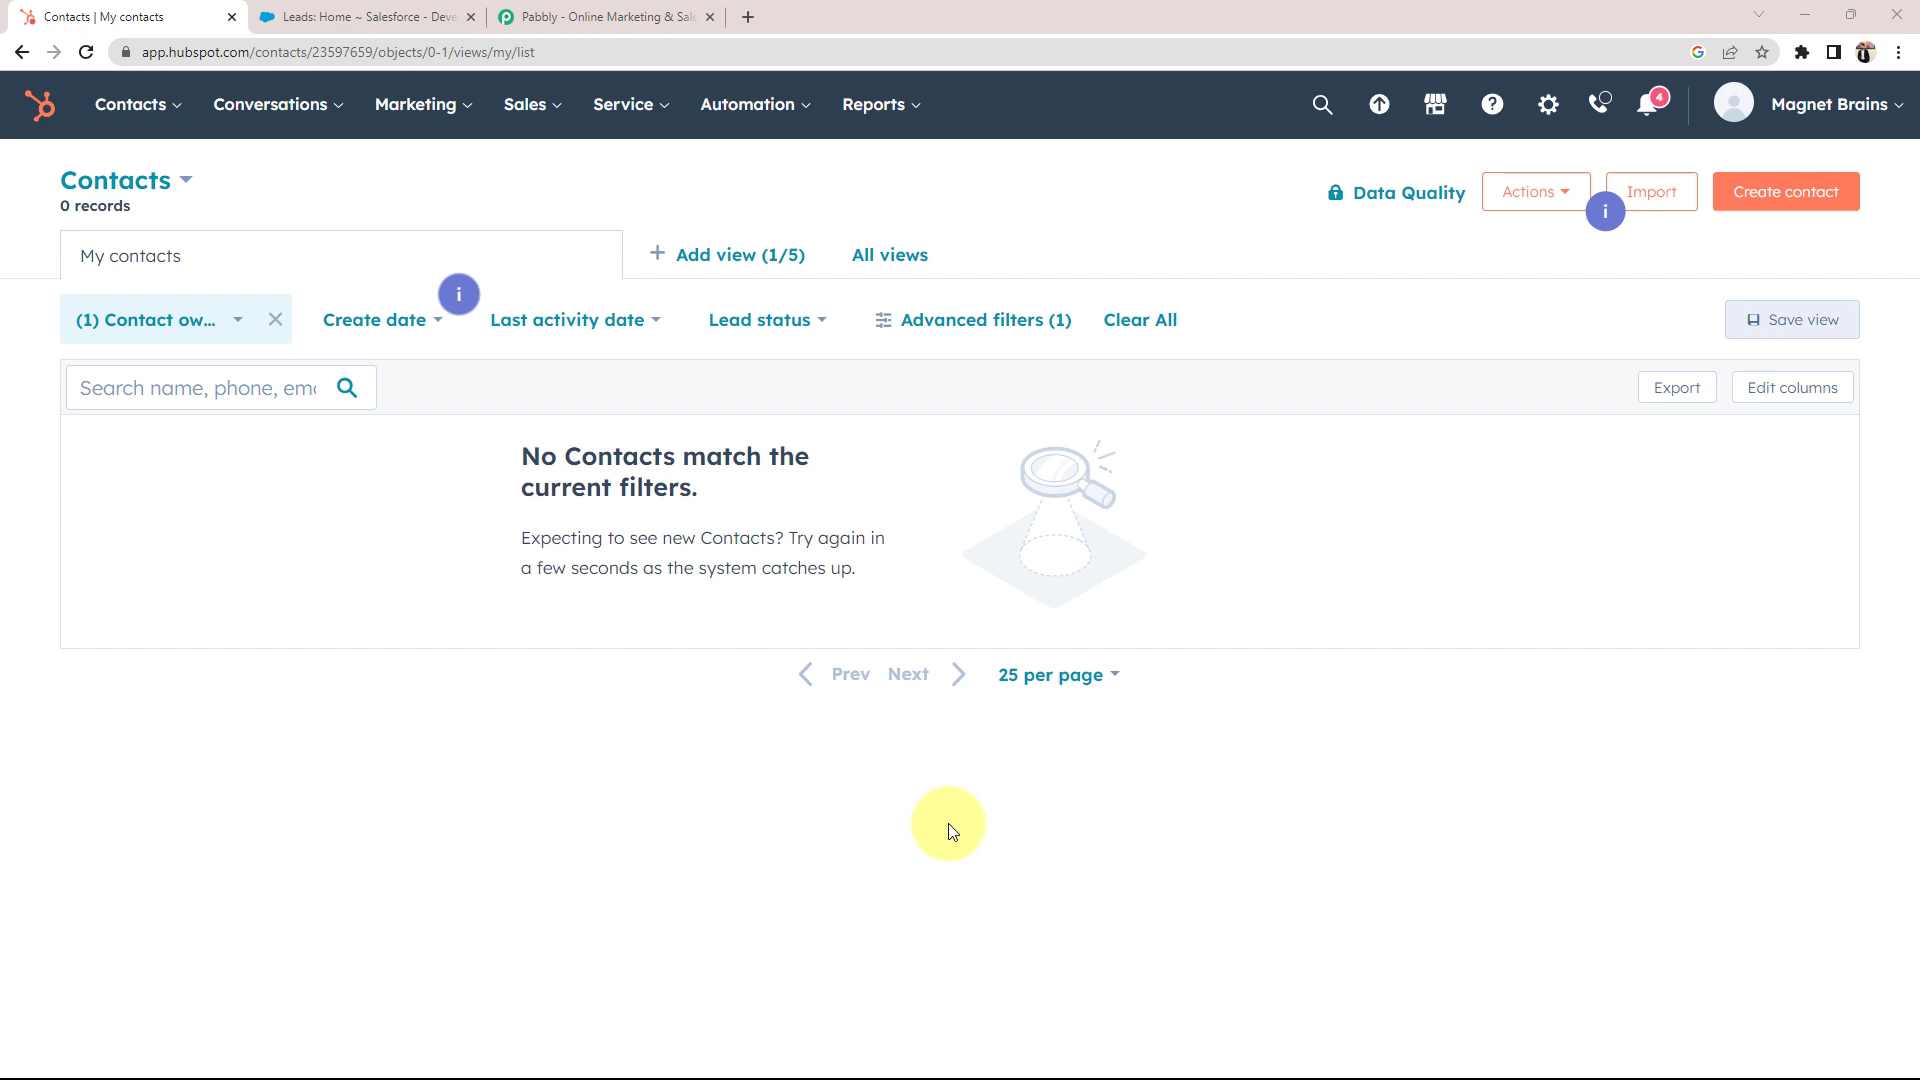 Contacts | My contacts
Leads: Home ~ Salesforce - Deve
Pabbly - Online Marketing & Sale
app.hubspot.com/contacts/23597659/objects/0-1/views/my/list
Contacts
Conversations
Marketing
Sales
Service
Automation
Reports
4
Magnet Brains
Contacts
0 records
Data Quality
Actions
Import
Create contact
i
My contacts
+ Add view (1/5)
All views
i
(1) Contact ow...
Create date
Last activity date
Lead status
Advanced filters (1)
Clear All
Save view
Search name, phone, ema
Export
Edit columns
No Contacts match the
current filters.
Expecting to see new Contacts? Try again in
a few seconds as the system catches up.
Prev
Next
25 per page